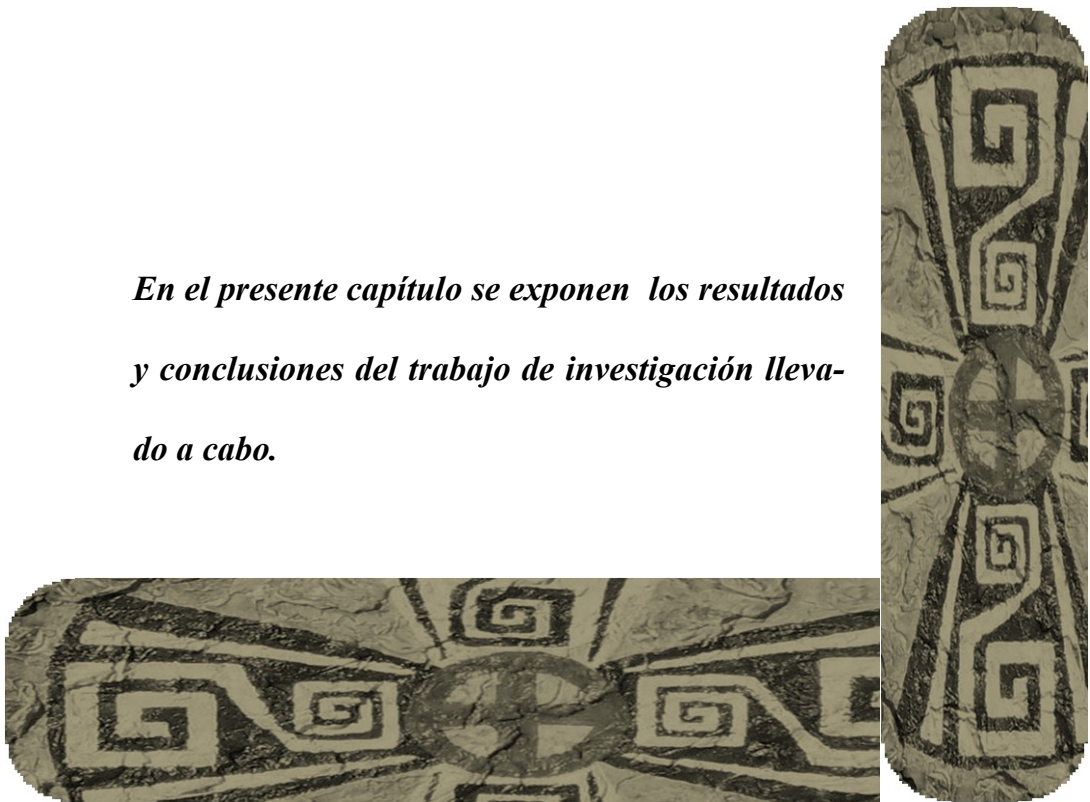 En el presente capítulo se exponen  los resultados
y conclusiones del trabajo de investigación lleva-
do a cabo.